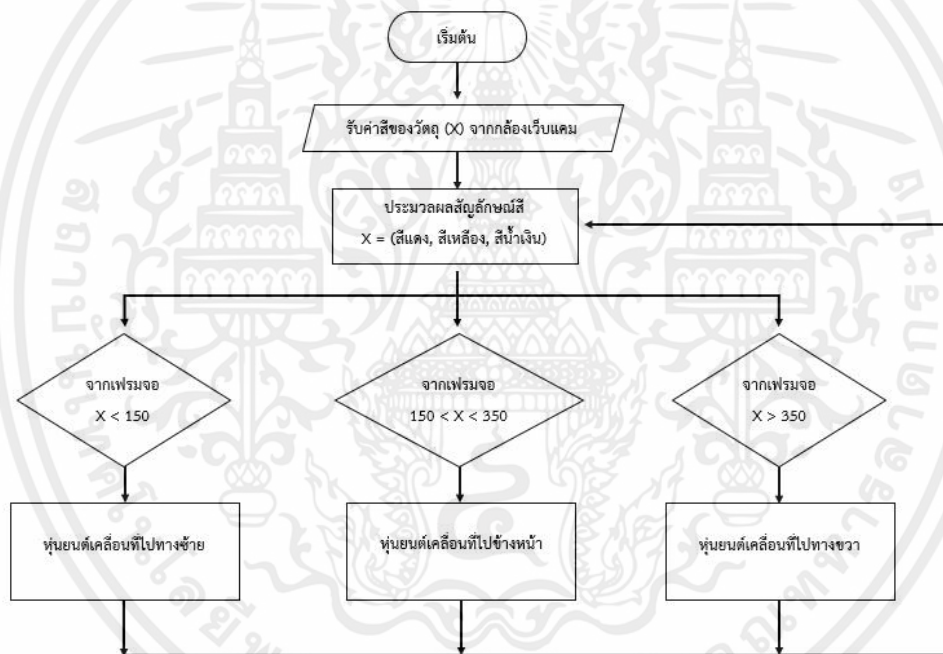 เริ่มต้น
รับค่าสีของวัตถุ (X) จากกล้องเว็บแคม
ประมวลผลสัญลักษณ์สี
X = (สีแดง, สีเหลือง, สีน้ำเงิน)
จากเฟรมจอ
X < 150
จากเฟรมจอ
150 < X < 350
จากเฟรมจอ
X > 350
หุ่นยนต์เคลื่อนที่ไปทางซ้าย
หุ่นยนต์เคลื่อนที่ไปข้างหน้า
หุ่นยนต์เคลื่อนที่ไปทางขวา